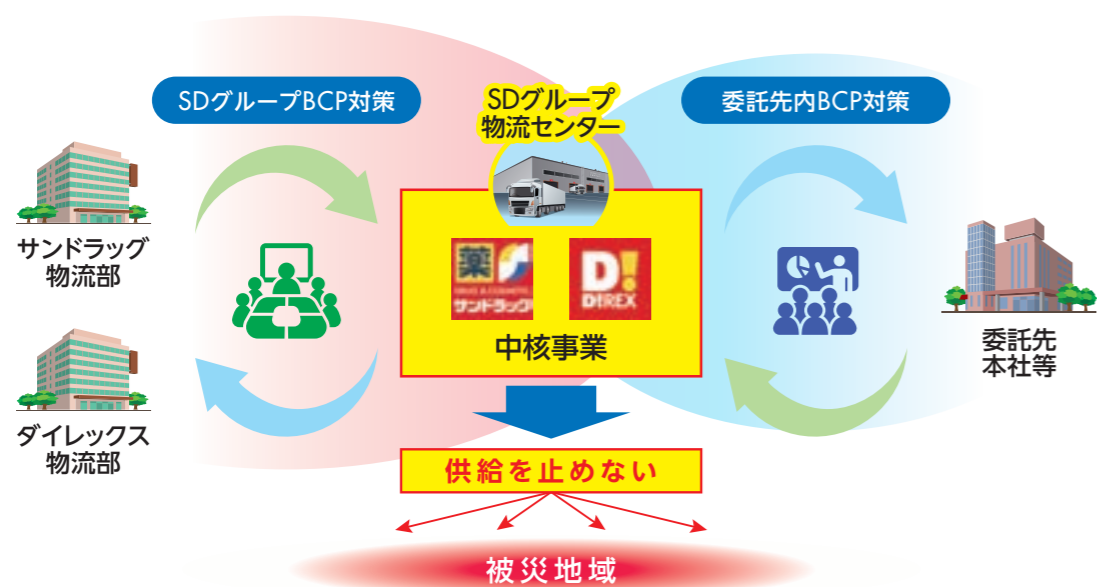 SDグループBCP対策
SDグループ
物流センター
委託先内BCP対策
サンドラッグ
物流部
薬
サンドラッグ
D!
D!REX
中核事業
委託先
本社等
ダイレックス
物流部
供給を止めない
被災地域